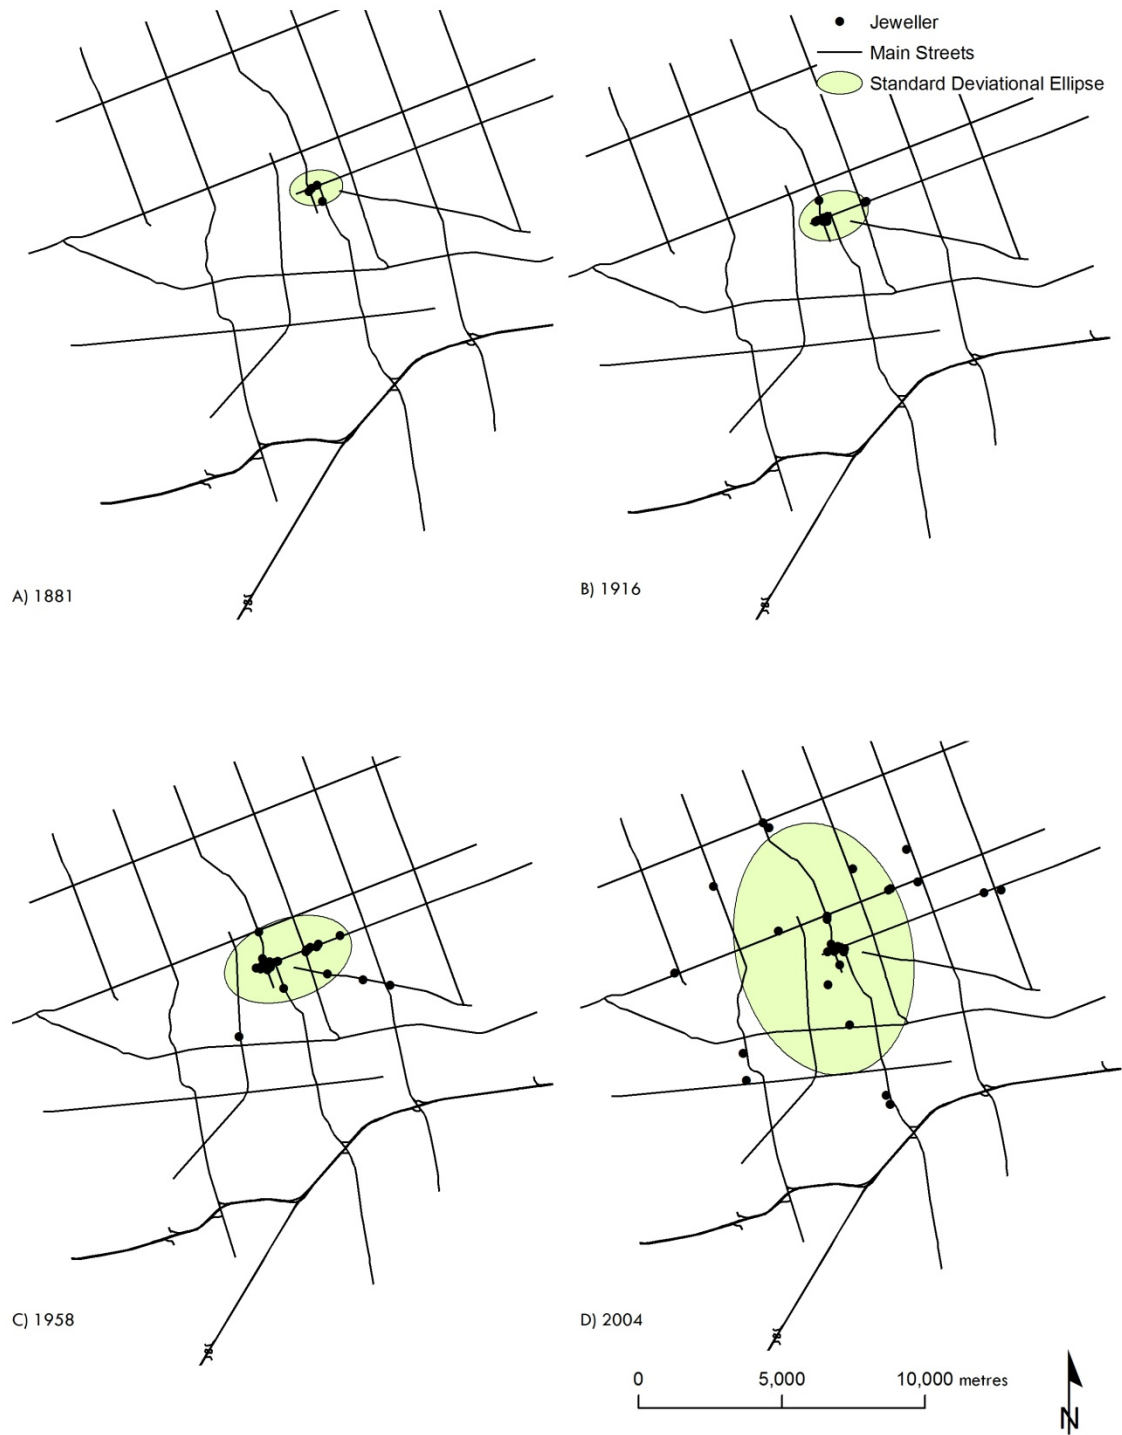 Jeweller
Main Streets
Standard Deviational Ellipse
A) 1881
B) 1916
C) 1958
D) 2004
0 5,000 10,000 metres
N